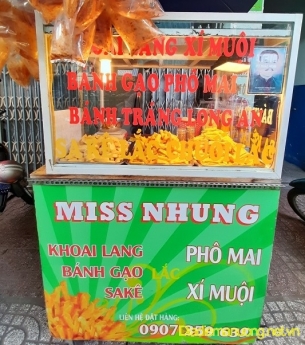 KHOAI LANG XÍ MUỘI
BÁNH GẠO PHÔ MAI
BÁNH TRÁNG LONG AN
MISS NHUNG
KHOAI LANG
BÁNH GẠO
SAKE
LẮC
PHÔ MAI
XÍ MUỘI
LIÊN HỆ ĐẶT HÀNG: